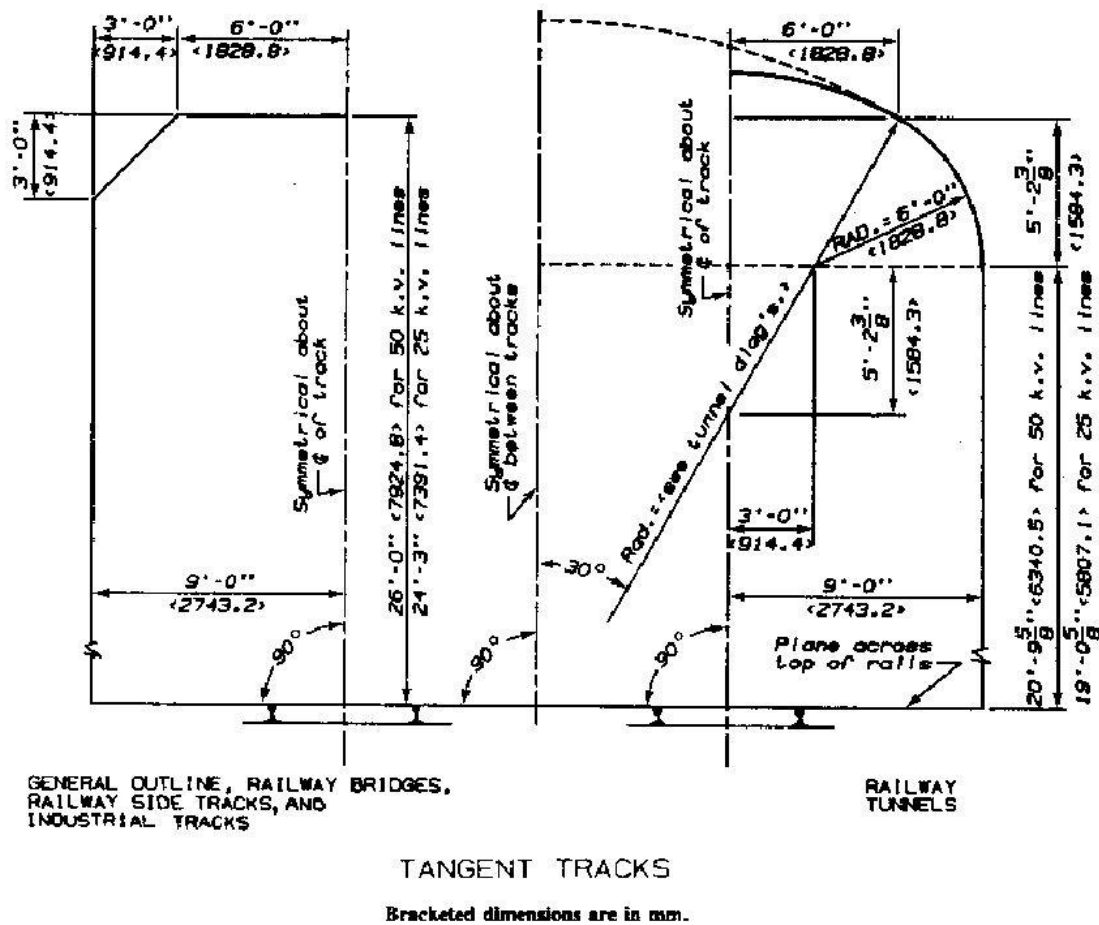 3'-0"
<914.4>
6'-0"
<1828.8>
6'-0"
<1828.8>
3'-0"
<914.4>
Symmetrical about
℄ of track
26'-0" <7924.8> for 50 k.v. lines
24'-3" <7391.4> for 25 k.v. lines
Symmetrical about
℄ between tracks
Symmetrical about
℄ of track
RAD.= 6'-0"
<1828.8>
5'-2 3/8"
<1584.3>
5'-2 3/8"
<1584.3>
Rad.=<see tunnel diag's.>
3'-0"
<914.4>
30°
9'-0"
<2743.2>
9'-0"
<2743.2>
90°
90°
90°
Plane across
top of rails
20'-9 5/8" <6340.5> for 50 k.v. lines
19'-0 5/8" <5807.1> for 25 k.v. lines
GENERAL OUTLINE, RAILWAY BRIDGES,
RAILWAY SIDE TRACKS, AND
INDUSTRIAL TRACKS
RAILWAY
TUNNELS
TANGENT TRACKS
Bracketed dimensions are in mm.